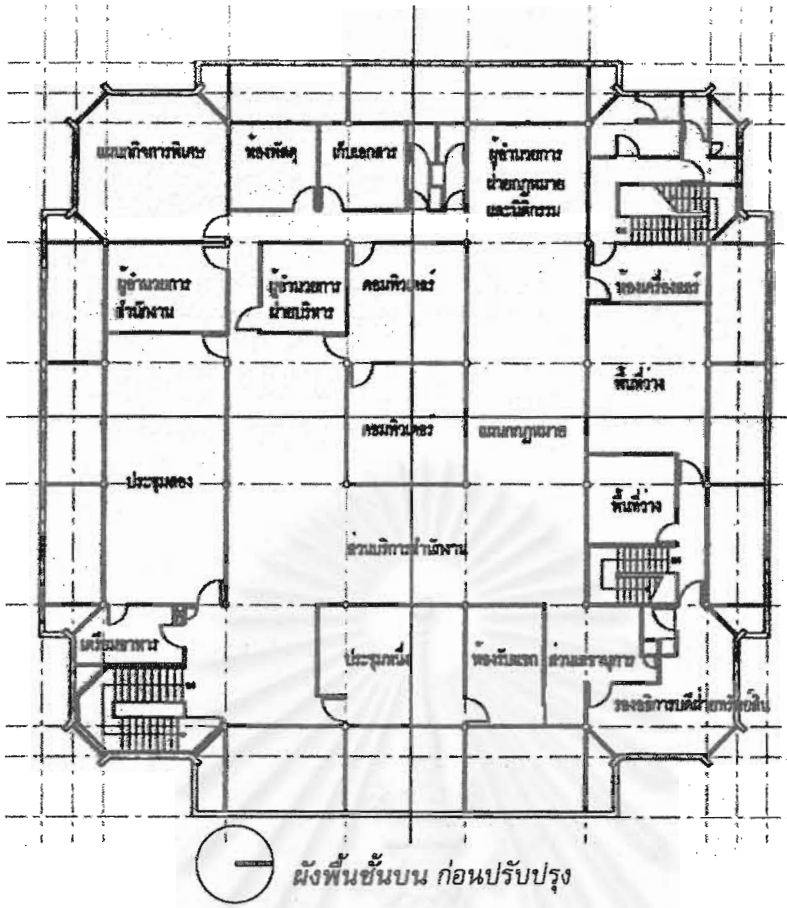 แผนกกิจการพิเศษ
ห้องพัสดุ
เก็บเอกสาร
ผู้อำนวยการ
ฝ่ายกฎหมาย
และนิติกรรม
ผู้อำนวยการ
สำนักงาน
ผู้อำนวยการ
ฝ่ายบริหาร
คอมพิวเตอร์
ห้องเครื่องแอร์
พื้นที่ว่าง
คอมพิวเตอร์
แผนกกฎหมาย
ประชุมสอง
พื้นที่ว่าง
ส่วนบริการสำนักงาน
เตรียมอาหาร
ประชุมหนึ่ง
ห้องรับแขก
ส่วนเลขานุการ
รองอธิการบดีฝ่ายทรัพย์สิน
ผังพื้นชั้นบน ก่อนปรับปรุง